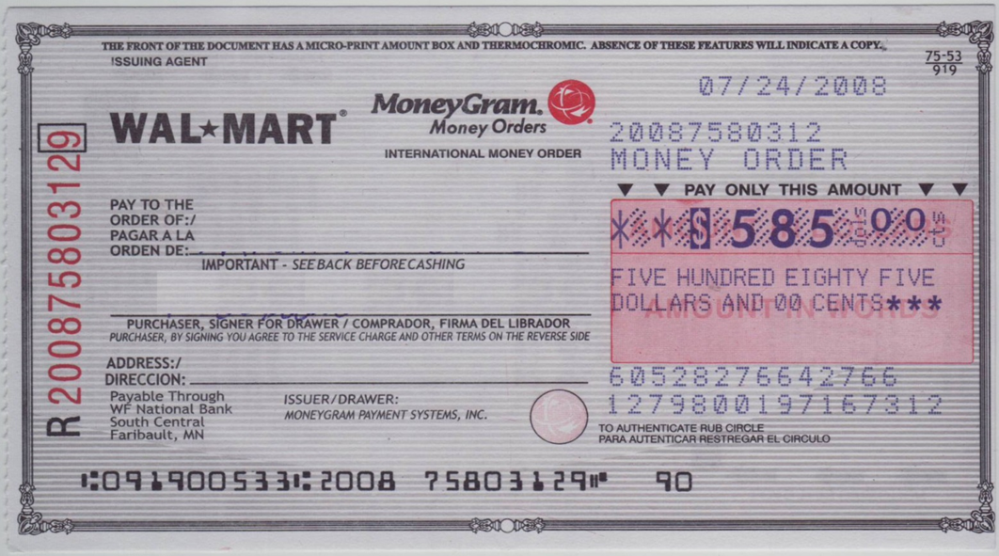 THE FRONT OF THE DOCUMENT HAS A MICRO-PRINT AMOUNT BOX AND THERMOCHROMIC. ABSENCE OF THESE FEATURES WILL INDICATE A COPY.
ISSUING AGENT
75-53
919
07/24/2008
WAL★MART®
MoneyGram.®
Money Orders
INTERNATIONAL MONEY ORDER
20087580312
MONEY ORDER
R200875803129
▼ ▼ PAY ONLY THIS AMOUNT ▼ ▼
PAY TO THE
ORDER OF:/
PAGAR A LA
ORDEN DE:
IMPORTANT - SEE BACK BEFORE CASHING
**$585 dols 00 cts
FIVE HUNDRED EIGHTY FIVE
DOLLARS AND 00 CENTS***
AMOUNT IN WORDS
PURCHASER, SIGNER FOR DRAWER / COMPRADOR, FIRMA DEL LIBRADOR
PURCHASER, BY SIGNING YOU AGREE TO THE SERVICE CHARGE AND OTHER TERMS ON THE REVERSE SIDE
ADDRESS:/
DIRECCION:
60528276642766
127980019716731​2
Payable Through
WF National Bank
South Central
Faribault, MN
ISSUER/DRAWER:
MONEYGRAM PAYMENT SYSTEMS, INC.
TO AUTHENTICATE RUB CIRCLE
PARA AUTENTICAR RESTREGAR EL CIRCULO
⑆091900533⑆2008 75803129⑈ 90